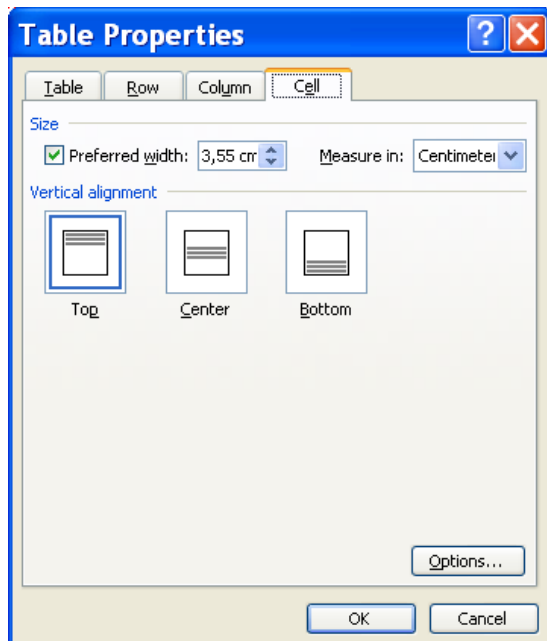 Table Properties ?
Table Row Column Cell
Size
Preferred width: 3,55 cm Measure in: Centimeter
Vertical alignment
Top Center Bottom
Options...
OK Cancel